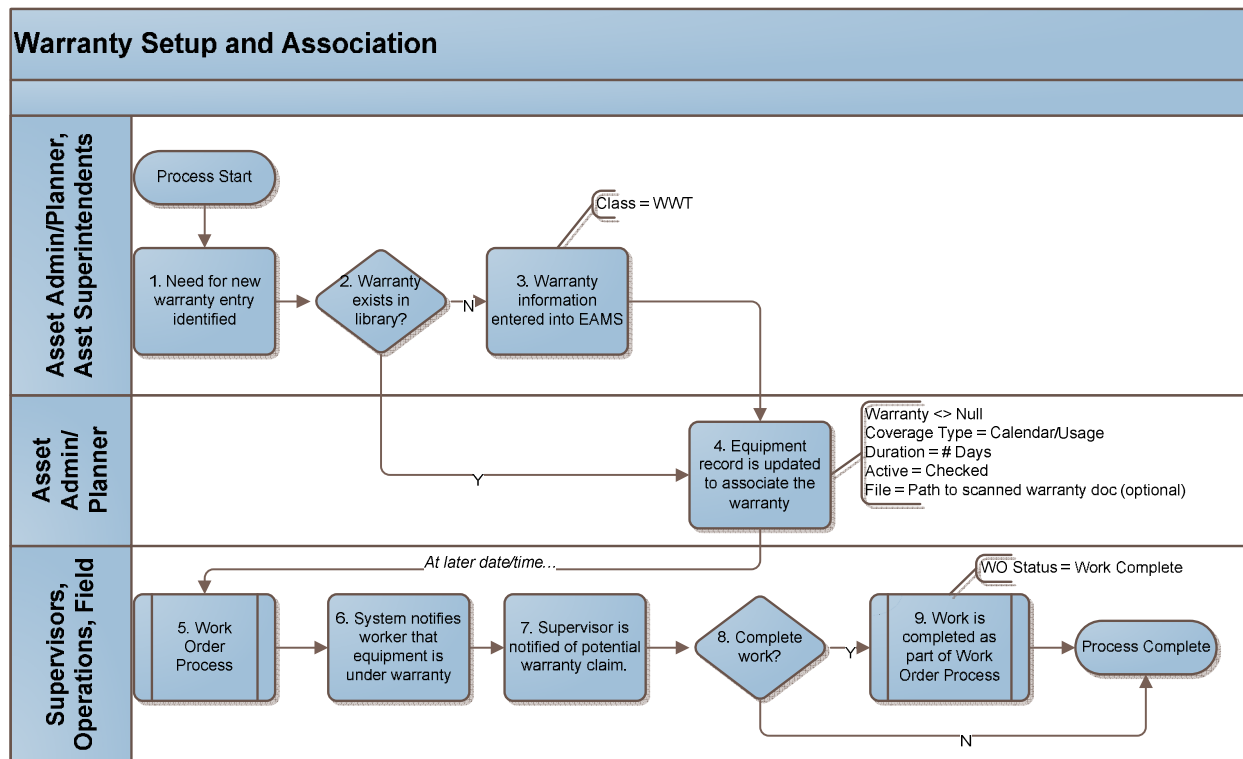 Warranty Setup and Association
Asset Admin/Planner,
Asst Superintendents
Process Start
1. Need for new
warranty entry
identified
2. Warranty
exists in
library?
N
Class = WWT
3. Warranty
information
entered into EAMS
Asset
Admin/
Planner
Y
4. Equipment
record is updated
to associate the
warranty
Warranty <> Null
Coverage Type = Calendar/Usage
Duration = # Days
Active = Checked
File = Path to scanned warranty doc (optional)
Supervisors,
Operations, Field
At later date/time...
5. Work
Order
Process
6. System notifies
worker that
equipment is
under warranty
7. Supervisor is
notified of potential
warranty claim.
8. Complete
work?
Y
N
WO Status = Work Complete
9. Work is
completed as
part of Work
Order Process
Process Complete